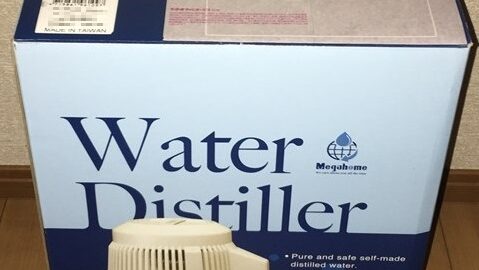 MADE IN TAIWAN
Water
Megahome
Distiller
• Pure and safe self-made
distilled water.